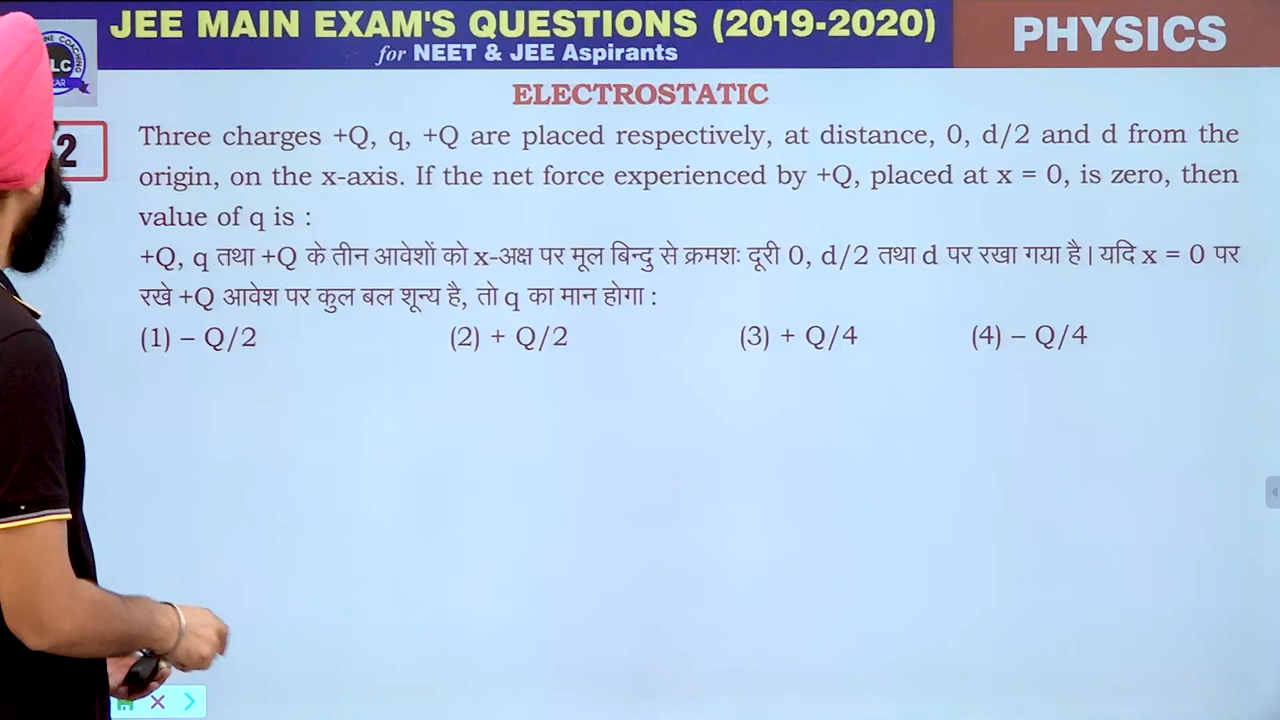 JEE MAIN EXAM'S QUESTIONS (2019-2020)
for NEET & JEE Aspirants
PHYSICS
LC
ELECTROSTATIC
2
Three charges +Q, q, +Q are placed respectively, at distance, 0, d/2 and d from the
origin, on the x-axis. If the net force experienced by +Q, placed at x = 0, is zero, then
value of q is :
+Q, q तथा +Q के तीन आवेशों को x-अक्ष पर मूल बिन्दु से क्रमशः दूरी 0, d/2 तथा d पर रखा गया है। यदि x = 0 पर
रखे +Q आवेश पर कुल बल शून्य है, तो q का मान होगा :
(1) – Q/2 (2) + Q/2 (3) + Q/4 (4) – Q/4